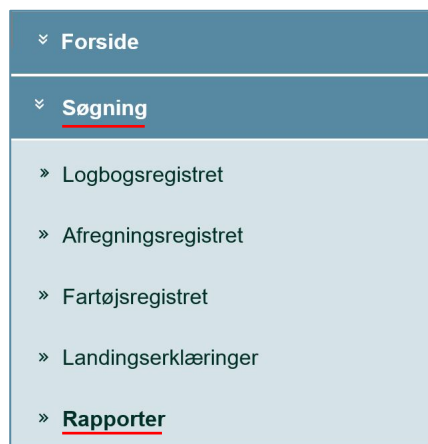 Forside
Søgning
Logbogsregistret
Afregningsregistret
Fartøjsregistret
Landingserklæringer
Rapporter